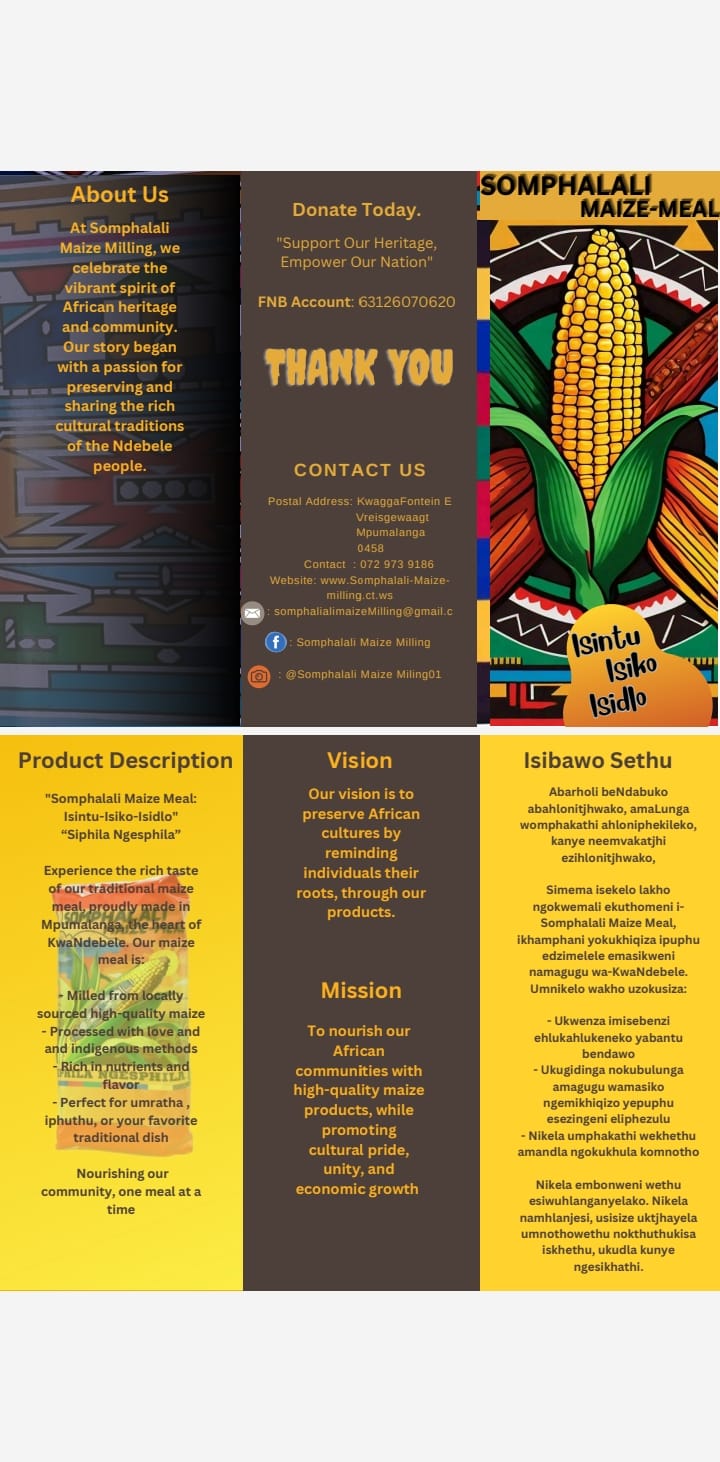 About Us
At Somphalali
Maize Milling, we
celebrate the
vibrant spirit of
African heritage
and community.
Our story began
with a passion for
preserving and
sharing the rich
cultural traditions
of the Ndebele
people.
Donate Today.
"Support Our Heritage,
Empower Our Nation"
FNB Account: 63126070620
THANK YOU
CONTACT US
Postal Address: KwaggaFontein E
Vreisgewaagt
Mpumalanga
0458
Contact : 072 973 9186
Website: www.Somphalali-Maize-
milling.ct.ws
: somphalialimaizeMilling@gmail.c
: Somphalali Maize Milling
: @Somphalali Maize Miling01
SOMPHALALI
MAIZE-MEAL
Isintu
Isiko
Isidlo
Product Description
"Somphalali Maize Meal:
Isintu-Isiko-Isidlo"
“Siphila Ngesphila”
Experience the rich taste
of our traditional maize
meal, proudly made in
Mpumalanga, the heart of
KwaNdebele. Our maize
meal is:
- Milled from locally
sourced high-quality maize
- Processed with love and
and indigenous methods
- Rich in nutrients and
flavor
- Perfect for umratha ,
iphuthu, or your favorite
traditional dish
Nourishing our
community, one meal at a
time
SOMPHALALI
MAIZE-MEAL
PHILA NGESPHILA
Vision
Our vision is to
preserve African
cultures by
reminding
individuals their
roots, through our
products.
Mission
To nourish our
African
communities with
high-quality maize
products, while
promoting
cultural pride,
unity, and
economic growth
Isibawo Sethu
Abarholi beNdabuko
abahlonitjhwako, amaLunga
womphakathi ahloniphekileko,
kanye neemvakatjhi
ezihlonitjhwako,
Simema isekelo lakho
ngokwemali ekuthomeni i-
Somphalali Maize Meal,
ikhamphani yokukhiqiza ipuphu
edzimelele emasikweni
namagugu wa-KwaNdebele.
Umnikelo wakho uzokusiza:
- Ukwenza imisebenzi
ehlukahlukeneko yabantu
bendawo
- Ukugidinga nokubulunga
amagugu wamasiko
ngemikhiqizo yepuphu
esezingeni eliphezulu
- Nikela umphakathi wekhethu
amandla ngokukhula komnotho
Nikela embonweni wethu
esiwuhlanganyelako. Nikela
namhlanjesi, usisize uktjhayela
umnothowethu nokthuthukisa
iskhethu, ukudla kunye
ngesikhathi.